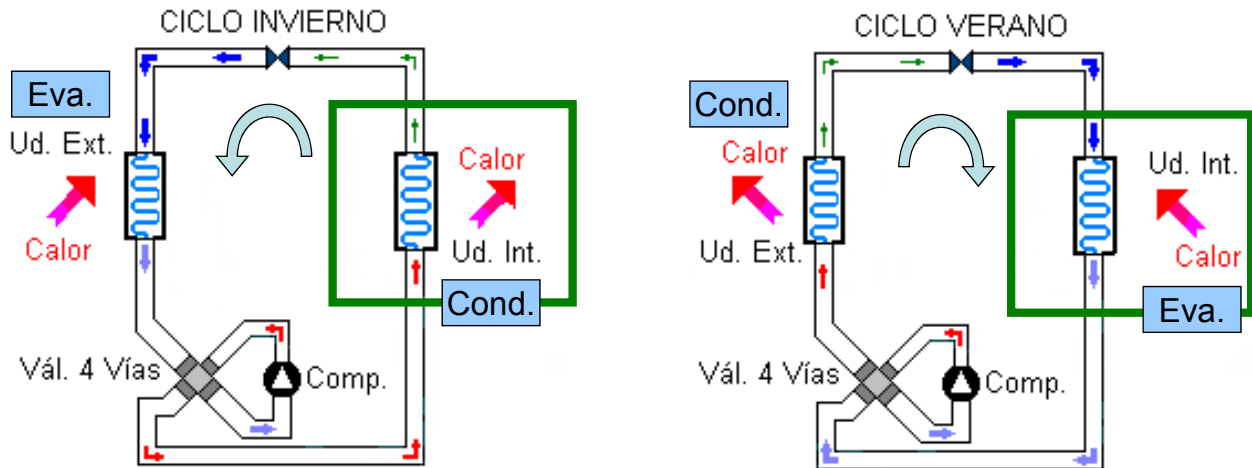 CICLO INVIERNO
Eva.
Ud. Ext.
Calor
Calor
Ud. Int.
Cond.
Vál. 4 Vías
Comp.
CICLO VERANO
Cond.
Calor
Ud. Ext.
Ud. Int.
Calor
Eva.
Vál. 4 Vías
Comp.